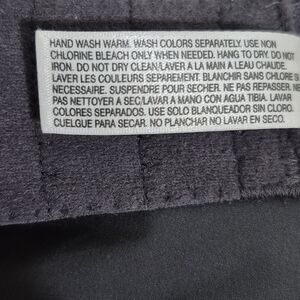 HAND WASH WARM. WASH COLORS SEPARATELY. USE NON
CHLORINE BLEACH ONLY WHEN NEEDED. HANG TO DRY. DO NOT
IRON. DO NOT DRY CLEAN/LAVER A LA MAIN A LEAU CHAUDE.
LAVER LES COULEURS SEPAREMENT. BLANCHIR SANS CHLORE S
NECESSAIRE. SUSPENDRE POUR SECHER. NE PAS REPASSER. NE
PAS NETTOYER A SEC/LAVAR A MANO CON AGUA TIBIA. LAVAR
COLORES SEPARADOS. USE SOLO BLANQUEADOR SIN CLORO.
CUELGUE PARA SECAR. NO PLANCHAR NO LAVAR EN SECO.